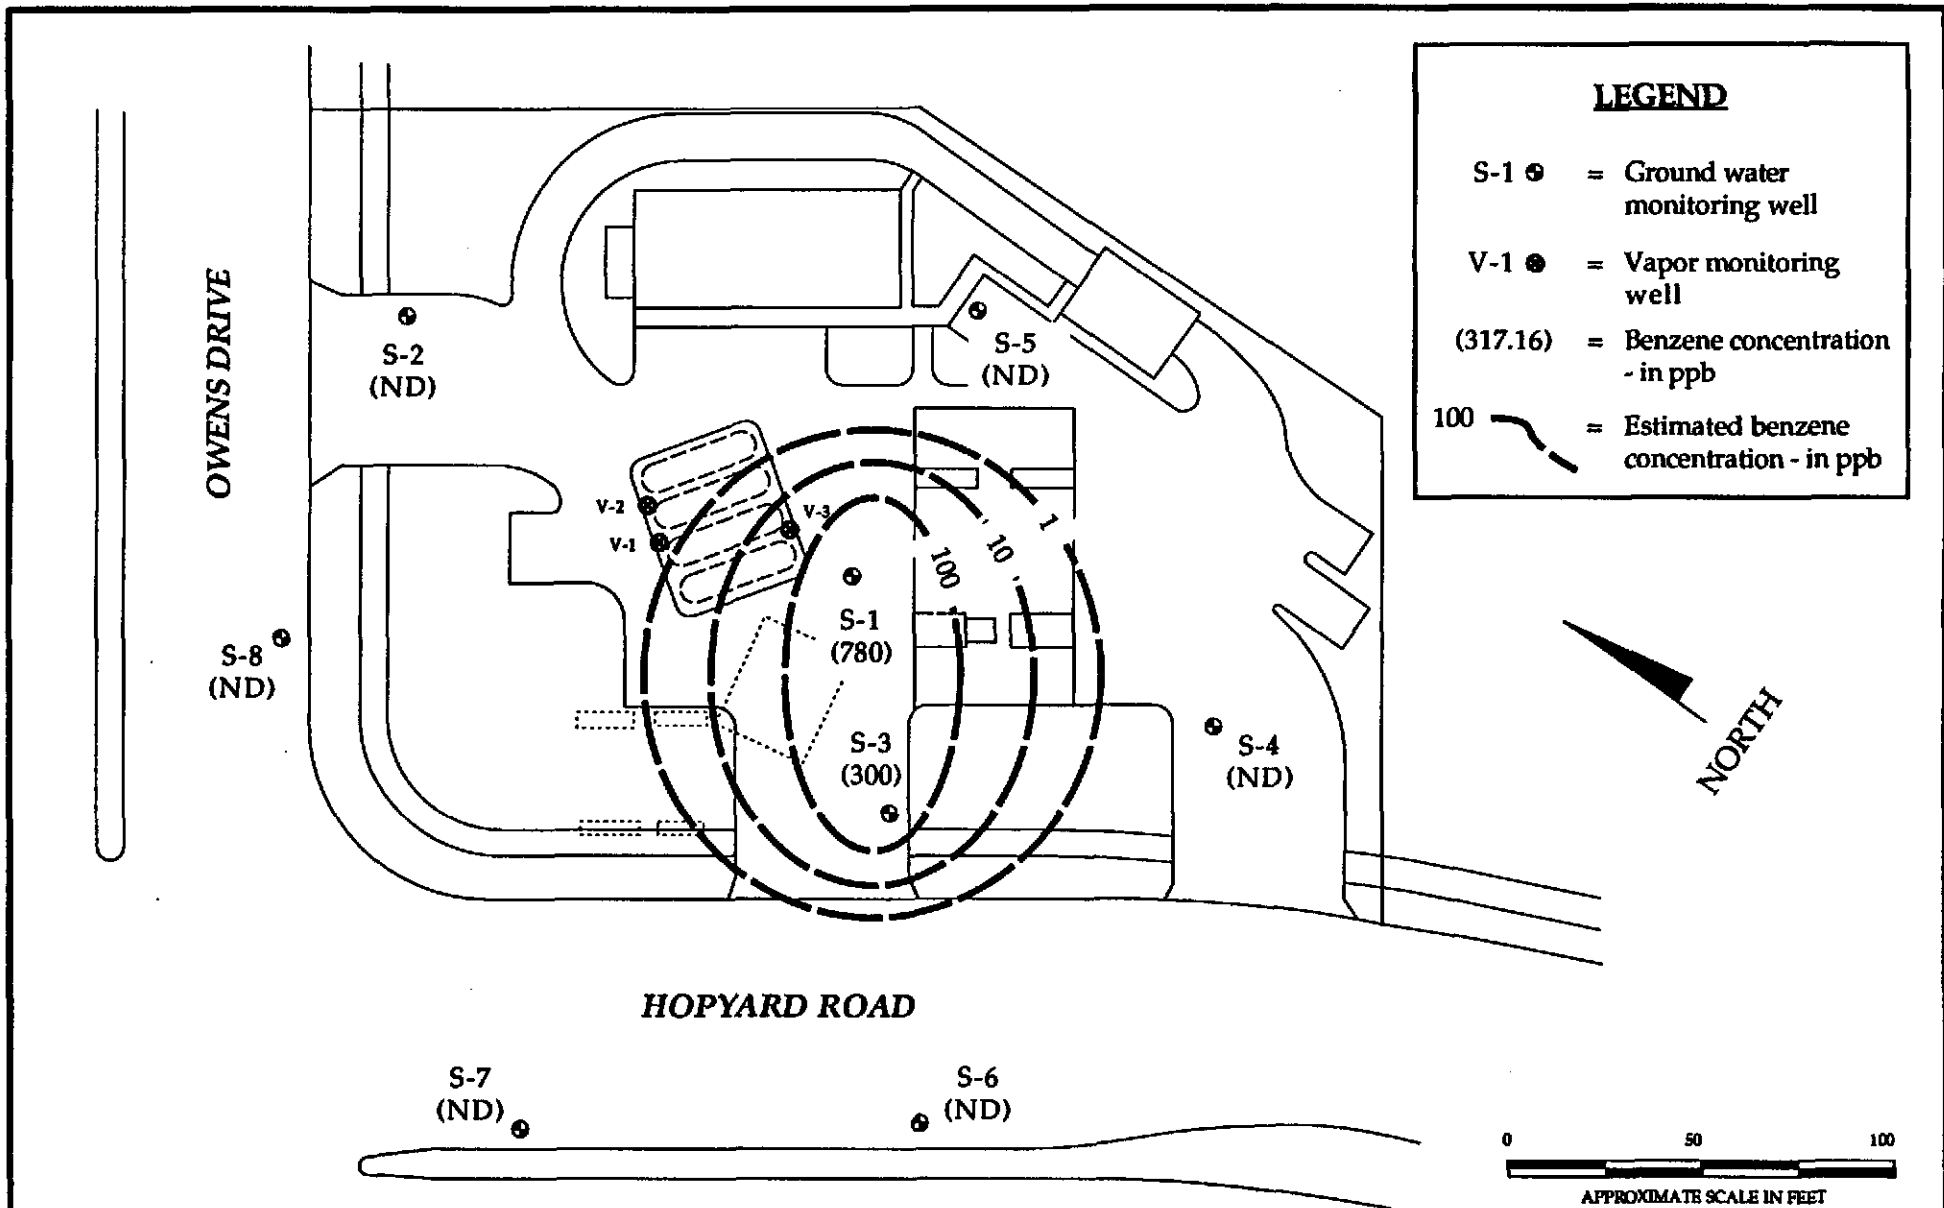 LEGEND
S-1 = Ground water
monitoring well
V-1 = Vapor monitoring
well
(317.16) = Benzene concentration
- in ppb
100 = Estimated benzene
concentration - in ppb
OWENS DRIVE
S-2
(ND)
S-5
(ND)
V-2
V-3
V-1
1
10
100
S-1
(780)
S-8
(ND)
S-3
(300)
S-4
(ND)
NORTH
HOPYARD ROAD
S-7
(ND)
S-6
(ND)
0 50 100
APPROXIMATE SCALE IN FEET